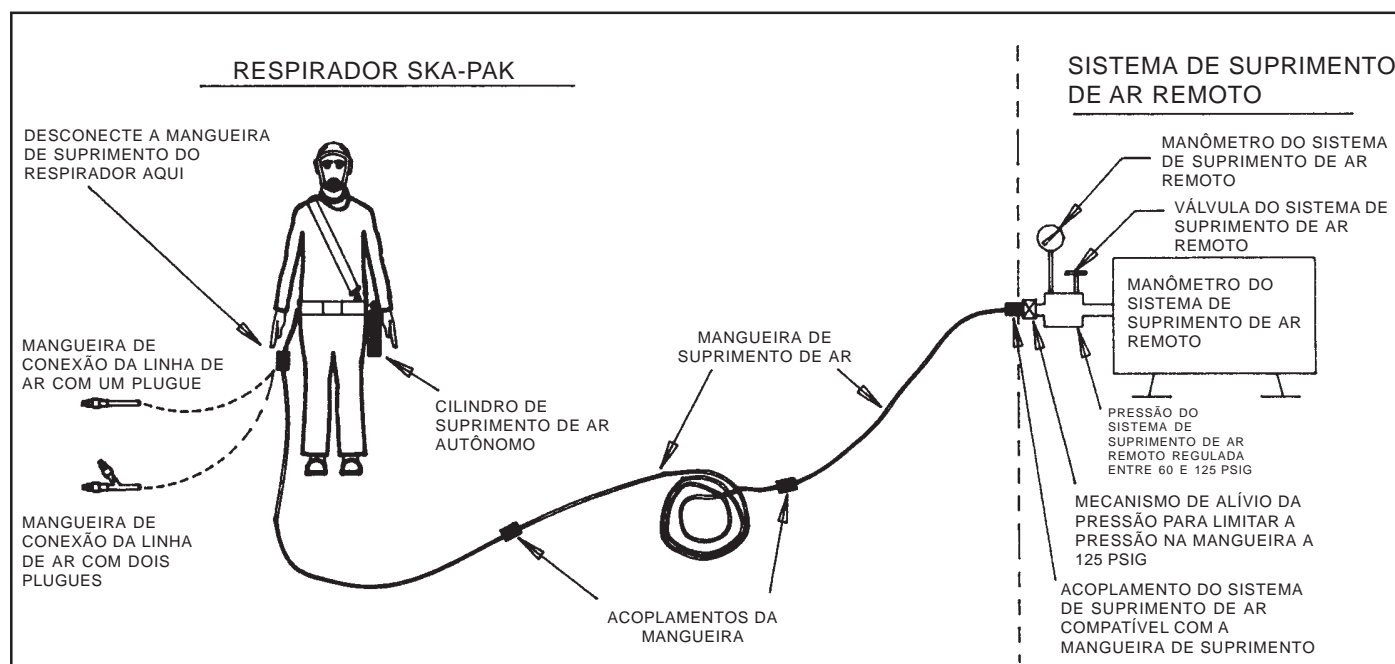 RESPIRADOR SKA-PAK
SISTEMA DE SUPRIMENTO
DE AR REMOTO
DESCONECTE A MANGUEIRA
DE SUPRIMENTO DO
RESPIRADOR AQUI
MANÔMETRO DO SISTEMA
DE SUPRIMENTO DE AR
REMOTO
VÁLVULA DO SISTEMA DE
SUPRIMENTO DE AR
REMOTO
MANÔMETRO DO
SISTEMA DE
SUPRIMENTO DE AR
REMOTO
MANGUEIRA DE
CONEXÃO DA LINHA DE
AR COM UM PLUGUE
MANGUEIRA DE
SUPRIMENTO DE AR
CILINDRO DE
SUPRIMENTO DE AR
AUTÔNOMO
PRESSÃO DO
SISTEMA DE
SUPRIMENTO DE AR
REMOTO REGULADA
ENTRE 60 E 125 PSIG
MANGUEIRA DE
CONEXÃO DA LINHA
DE AR COM DOIS
PLUGUES
MECANISMO DE ALÍVIO DA
PRESSÃO PARA LIMITAR A
PRESSÃO NA MANGUEIRA A
125 PSIG
ACOPLAMENTOS DA
MANGUEIRA
ACOPLAMENTO DO SISTEMA
DE SUPRIMENTO DE AR
COMPATÍVEL COM A
MANGUEIRA DE SUPRIMENTO